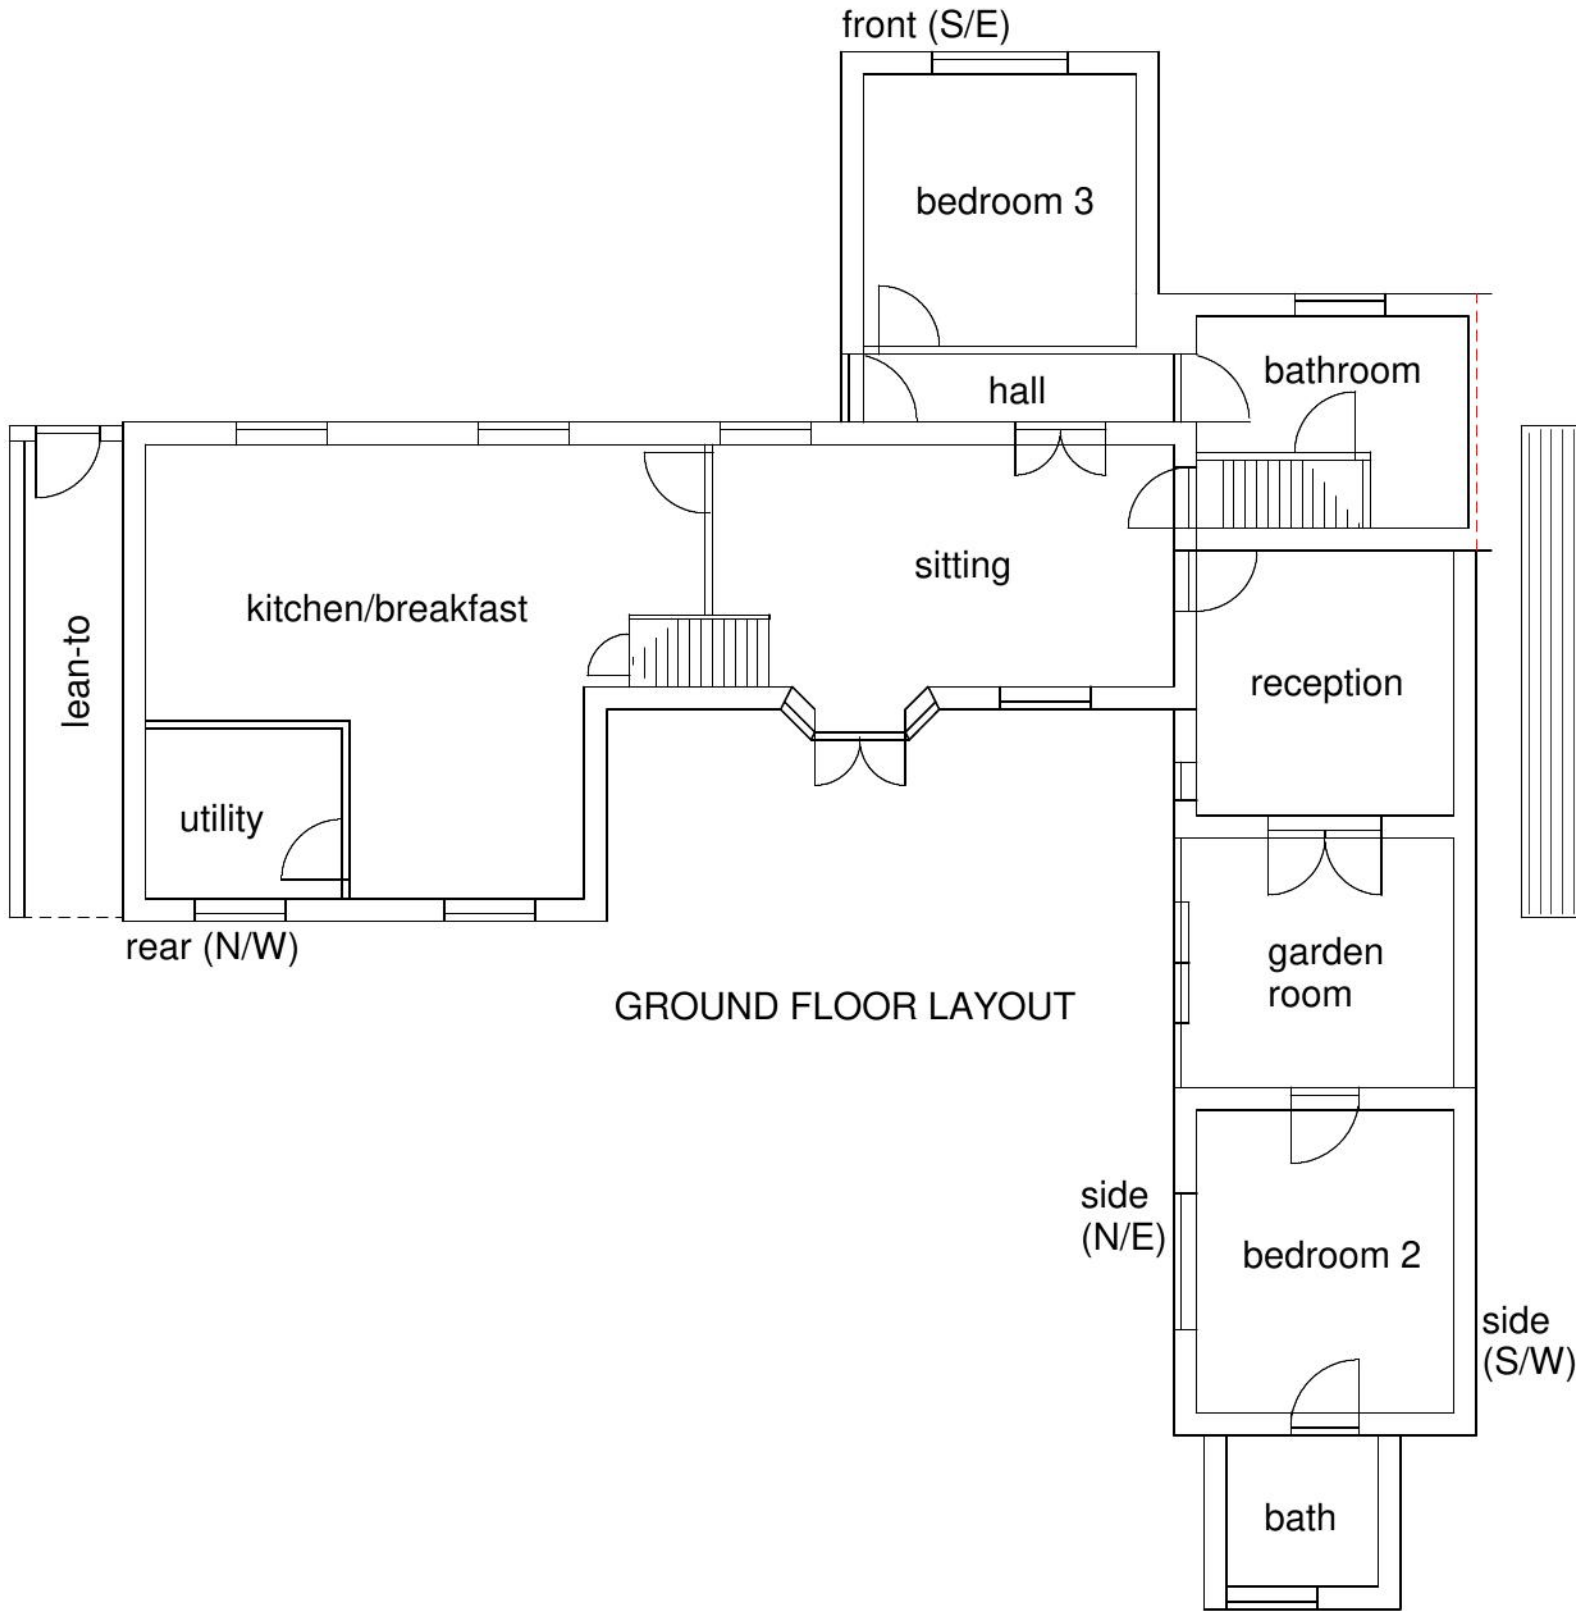 front (S/E)
bedroom 3
hall
bathroom
sitting
kitchen/breakfast
lean-to
reception
utility
rear (N/W)
garden
room
GROUND FLOOR LAYOUT
side
(N/E)
bedroom 2
side
(S/W)
bath